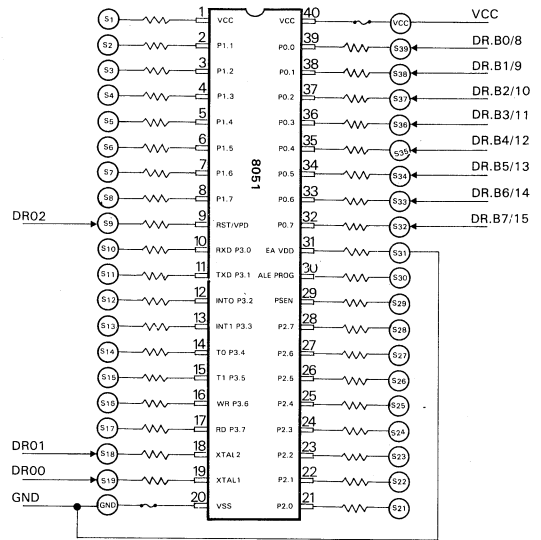 S1 1 VCC 40 VCC VCC
S2 2 P1.1 P0.0 39 S39 DR.B0/8
S3 3 P1.2 P0.1 38 S38 DR.B1/9
S4 4 P1.3 P0.2 37 S37 DR.B2/10
S5 5 P1.4 P0.3 36 S36 DR.B3/11
S6 6 P1.5 P0.4 35 S35 DR.B4/12
S7 7 P1.6 P0.5 34 S34 DR.B5/13
8051
S8 8 P1.7 P0.6 33 S33 DR.B6/14
DR02 S9 9 RST/VPD P0.7 32 S32 DR.B7/15
S10 10 RXD P3.0 EA VDD 31 S31
S11 11 TXD P3.1 ALE PROG 30 S30
S12 12 INTO P3.2 PSEN 29 S29
S13 13 INT1 P3.3 P2.7 28 S28
S14 14 T0 P3.4 P2.6 27 S27
S15 15 T1 P3.5 P2.5 26 S26
S16 16 WR P3.6 P2.4 25 S25
S17 17 RD P3.7 P2.3 24 S24
DR01 S18 18 XTAL2 P2.2 23 S23
DR00 S19 19 XTAL1 P2.1 22 S22
GND GND 20 VSS P2.0 21 S21